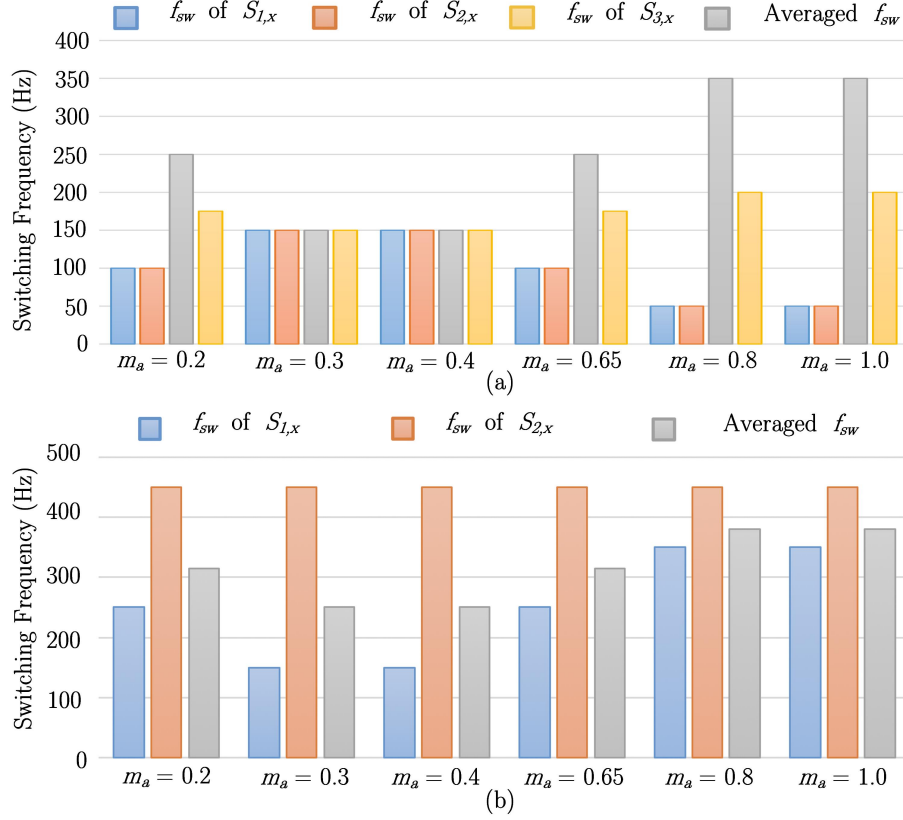 f_sw of S_1,x f_sw of S_2,x f_sw of S_3,x Averaged f_sw
Switching Frequency (Hz)
400
350
300
250
200
150
100
50
0
m_a = 0.2 m_a = 0.3 m_a = 0.4 m_a = 0.65 m_a = 0.8 m_a = 1.0
(a)
f_sw of S_1,x f_sw of S_2,x Averaged f_sw
Switching Frequency (Hz)
500
400
300
200
100
0
m_a = 0.2 m_a = 0.3 m_a = 0.4 m_a = 0.65 m_a = 0.8 m_a = 1.0
(b)